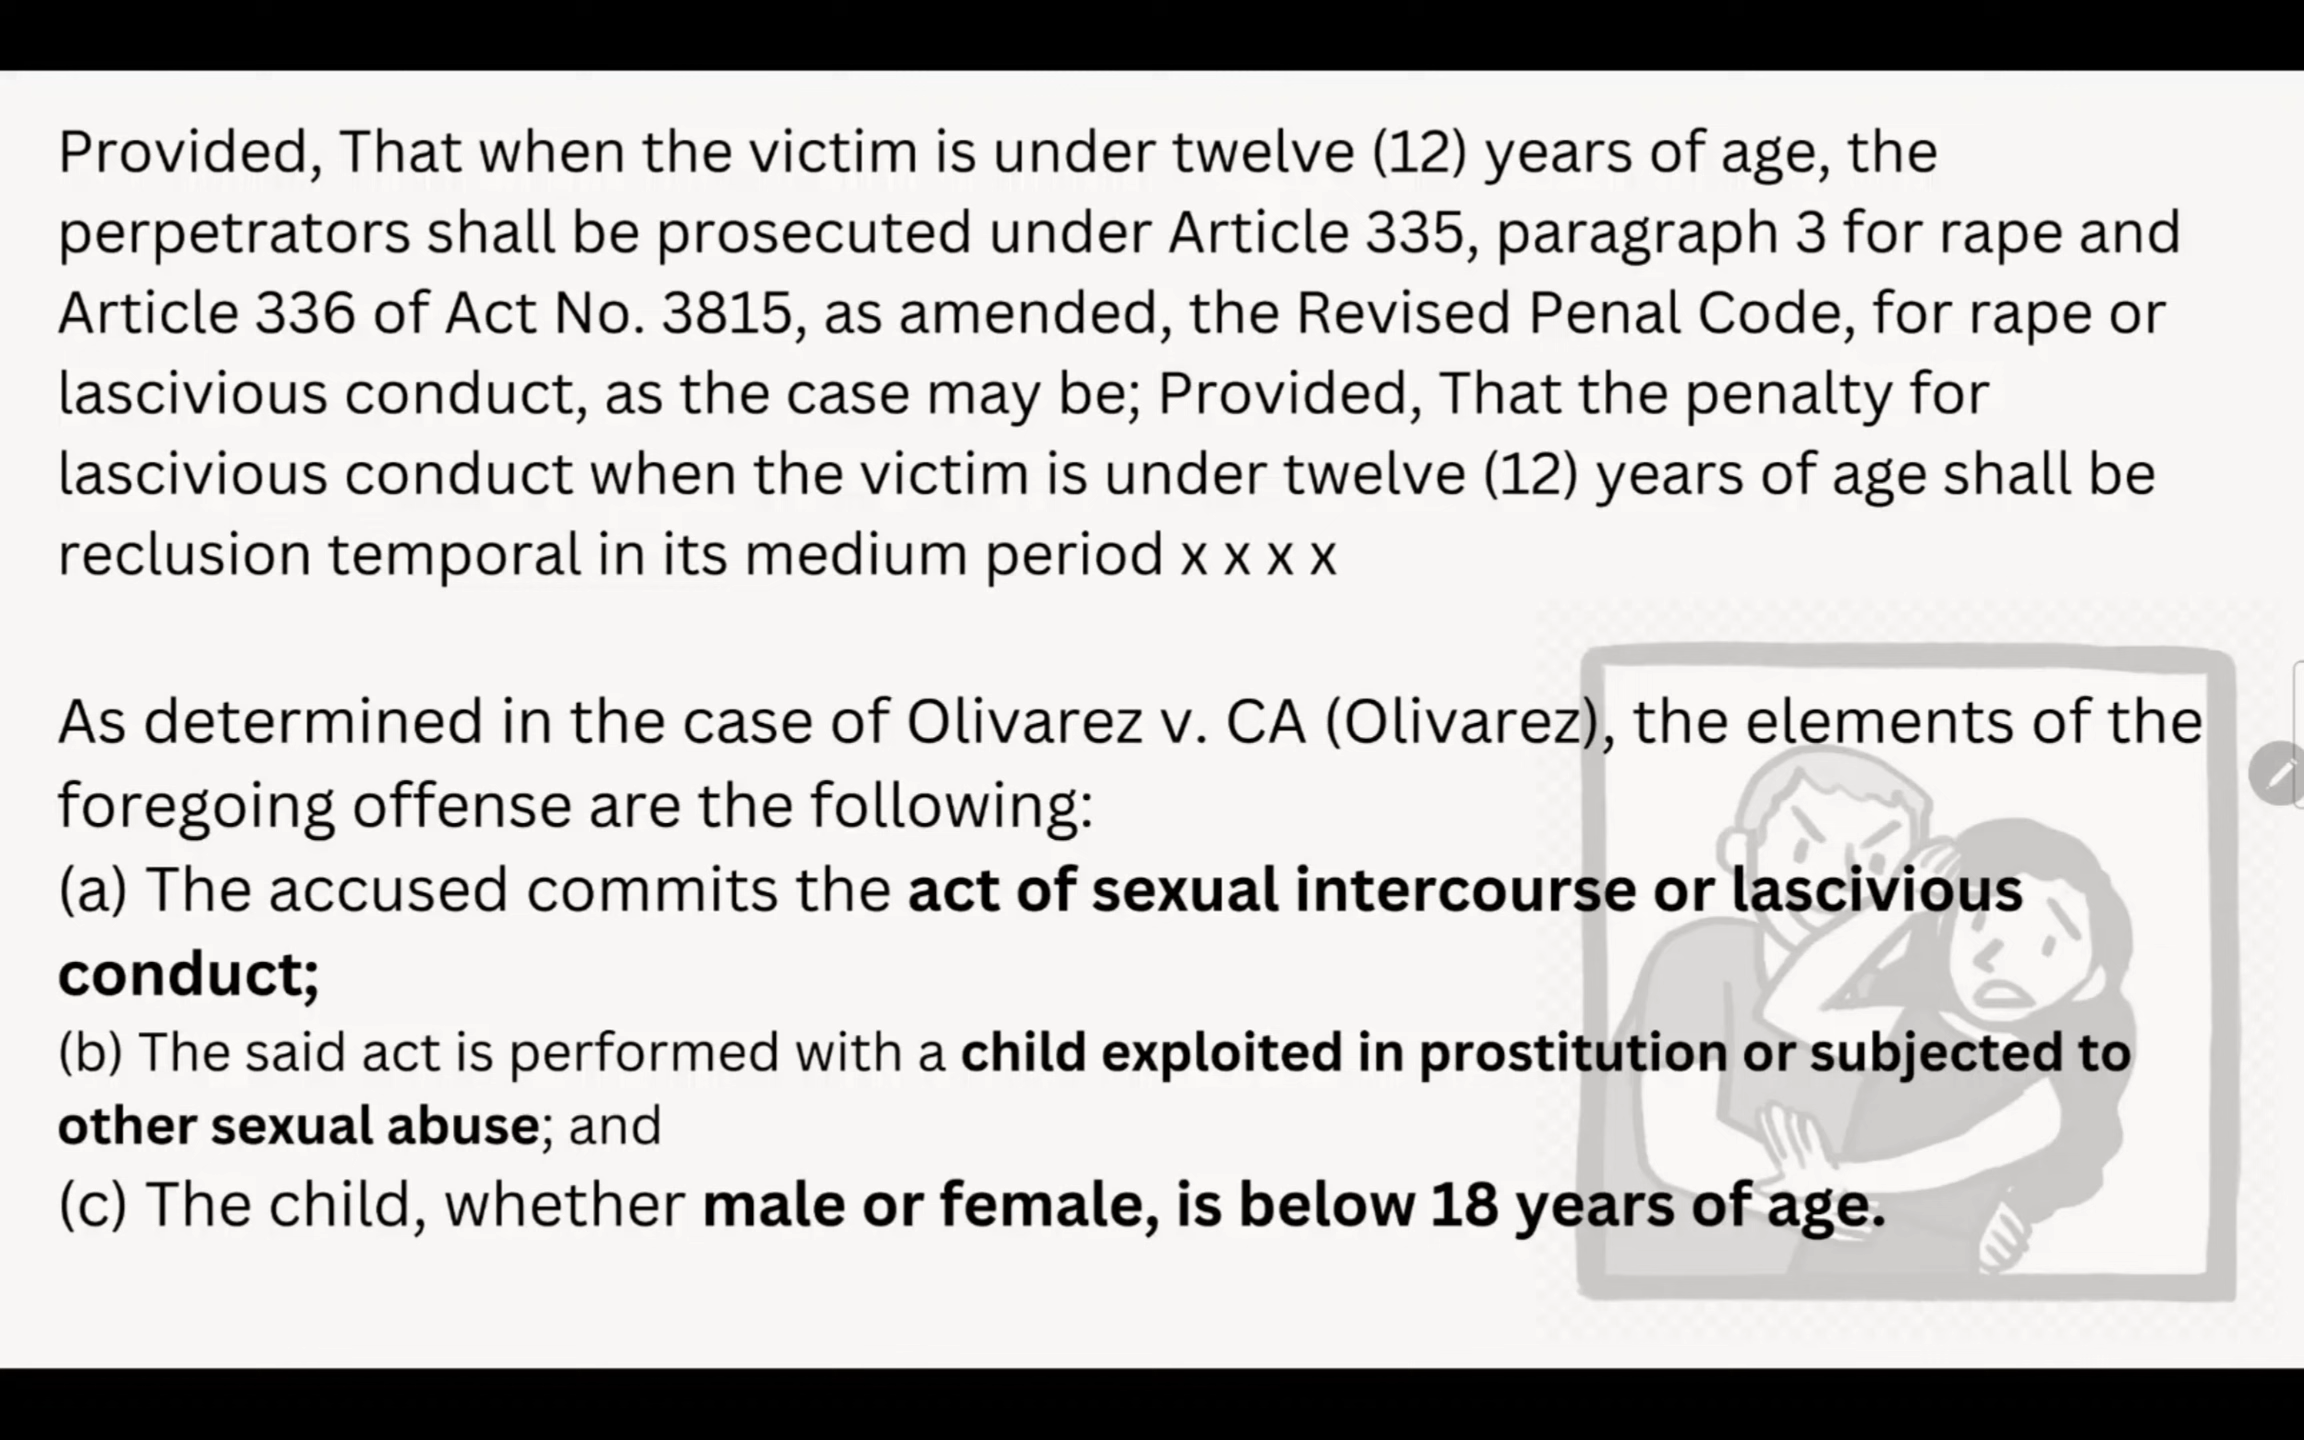 Provided, That when the victim is under twelve (12) years of age, the
perpetrators shall be prosecuted under Article 335, paragraph 3 for rape and
Article 336 of Act No. 3815, as amended, the Revised Penal Code, for rape or
lascivious conduct, as the case may be; Provided, That the penalty for
lascivious conduct when the victim is under twelve (12) years of age shall be
reclusion temporal in its medium period x x x x
As determined in the case of Olivarez v. CA (Olivarez), the elements of the
foregoing offense are the following:
(a) The accused commits the act of sexual intercourse or lascivious
conduct;
(b) The said act is performed with a child exploited in prostitution or subjected to
other sexual abuse; and
(c) The child, whether male or female, is below 18 years of age.